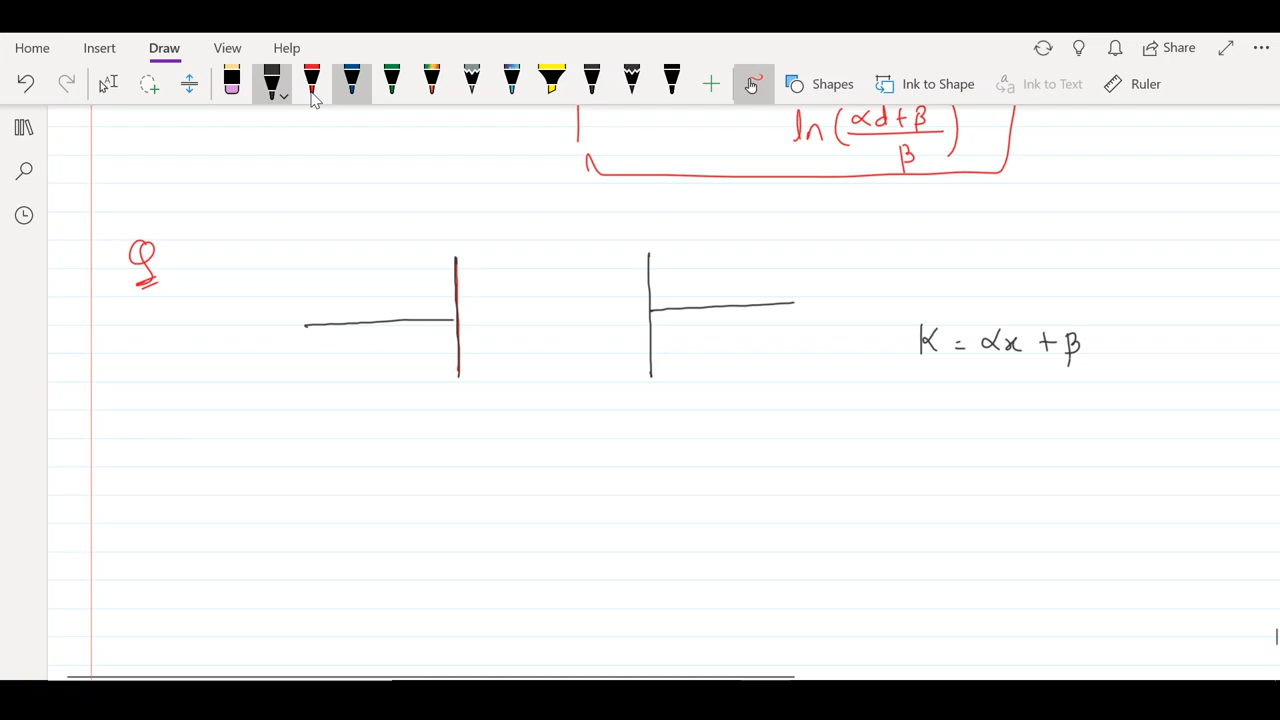 Home Insert Draw View Help Share
Shapes Ink to Shape Ink to Text Ruler
ln (αd+β / β)
Q
K = αx + β